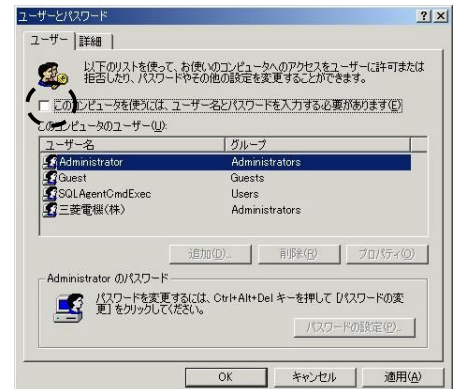 ユーザーとパスワード
ユーザー 詳細
以下のリストを使って、お使いのコンピュータへのアクセスをユーザーに許可または
拒否したり、パスワードやその他の設定を変更することができます。
このコンピュータを使うには、ユーザー名とパスワードを入力する必要があります(E)
このコンピュータのユーザー(U):
ユーザー名 グループ
Administrator Administrators
Guest Guests
SQLAgentCmdExec Users
三菱電機(株) Administrators
追加(D)... 削除(R) プロパティ(O)
Administrator のパスワード
パスワードを変更するには、Ctrl+Alt+Del キーを押して [パスワードの変
更] をクリックしてください。
パスワードの設定(P)...
OK キャンセル 適用(A)